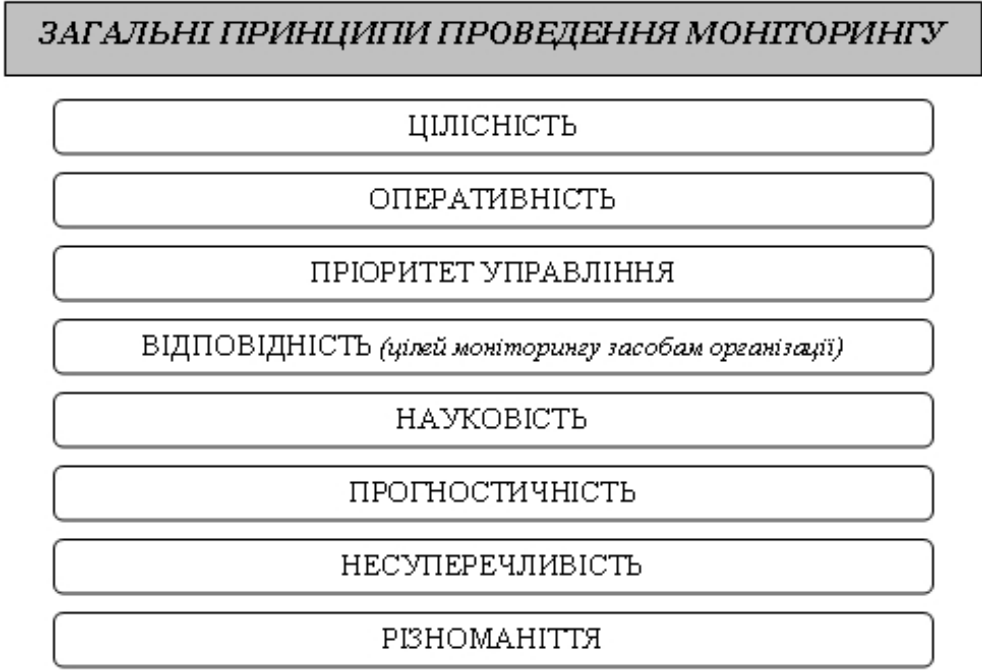 ЗАГАЛЬНІ ПРИНЦИПИ ПРОВЕДЕННЯ МОНІТОРИНГУ
ЦІЛІСНІСТЬ
ОПЕРАТИВНІСТЬ
ПРІОРИТЕТ УПРАВЛІННЯ
ВІДПОВІДНІСТЬ (цілей моніторингу засобам організації)
НАУКОВІСТЬ
ПРОГНОСТИЧНІСТЬ
НЕСУПЕРЕЧЛИВІСТЬ
РІЗНОМАНІТТЯ